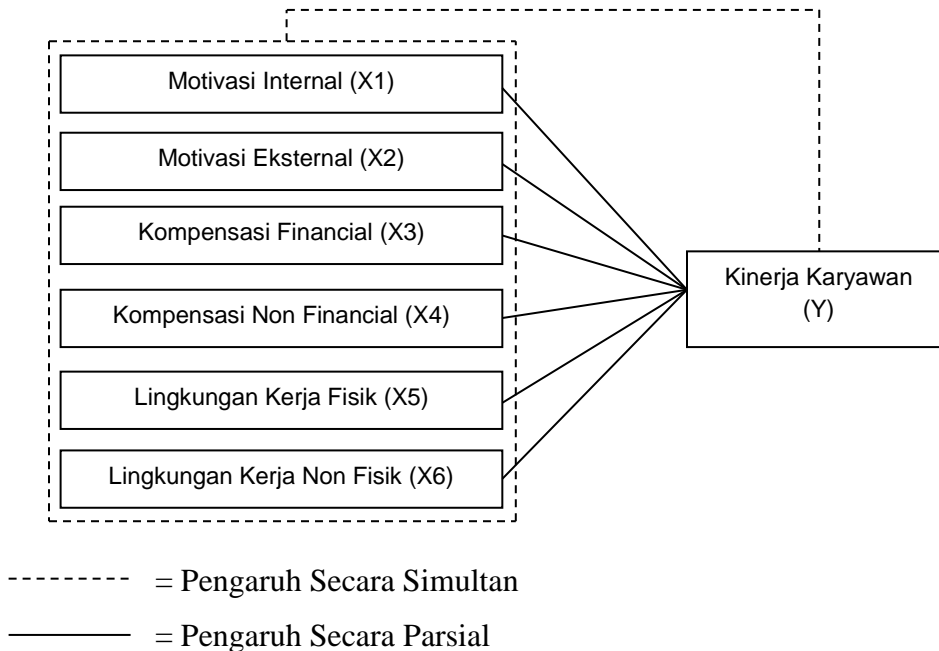 Motivasi Internal (X1)
Motivasi Eksternal (X2)
Kompensasi Financial (X3)
Kompensasi Non Financial (X4)
Lingkungan Kerja Fisik (X5)
Lingkungan Kerja Non Fisik (X6)
Kinerja Karyawan
(Y)
= Pengaruh Secara Simultan
= Pengaruh Secara Parsial